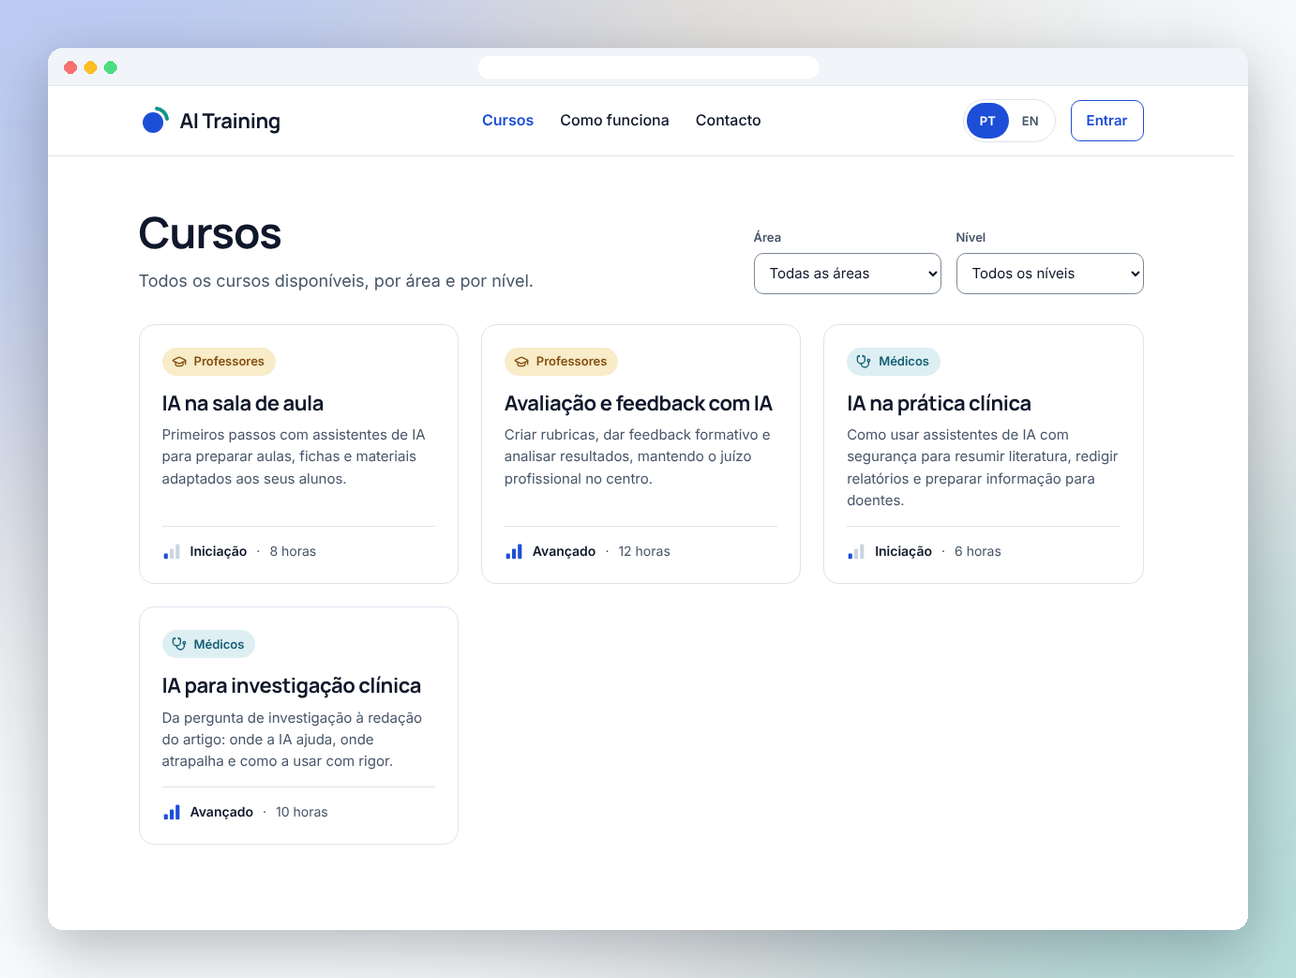 AI Training
Cursos
Como funciona
Contacto
PT
EN
Entrar
Cursos
Todos os cursos disponíveis, por área e por nível.
Área
Todas as áreas
Nível
Todos os níveis
Professores
IA na sala de aula
Primeiros passos com assistentes de IA
para preparar aulas, fichas e materiais
adaptados aos seus alunos.
Iniciação · 8 horas
Professores
Avaliação e feedback com IA
Criar rubricas, dar feedback formativo e
analisar resultados, mantendo o juízo
profissional no centro.
Avançado · 12 horas
Médicos
IA na prática clínica
Como usar assistentes de IA com
segurança para resumir literatura, redigir
relatórios e preparar informação para
doentes.
Iniciação · 6 horas
Médicos
IA para investigação clínica
Da pergunta de investigação à redação
do artigo: onde a IA ajuda, onde
atrapalha e como a usar com rigor.
Avançado · 10 horas